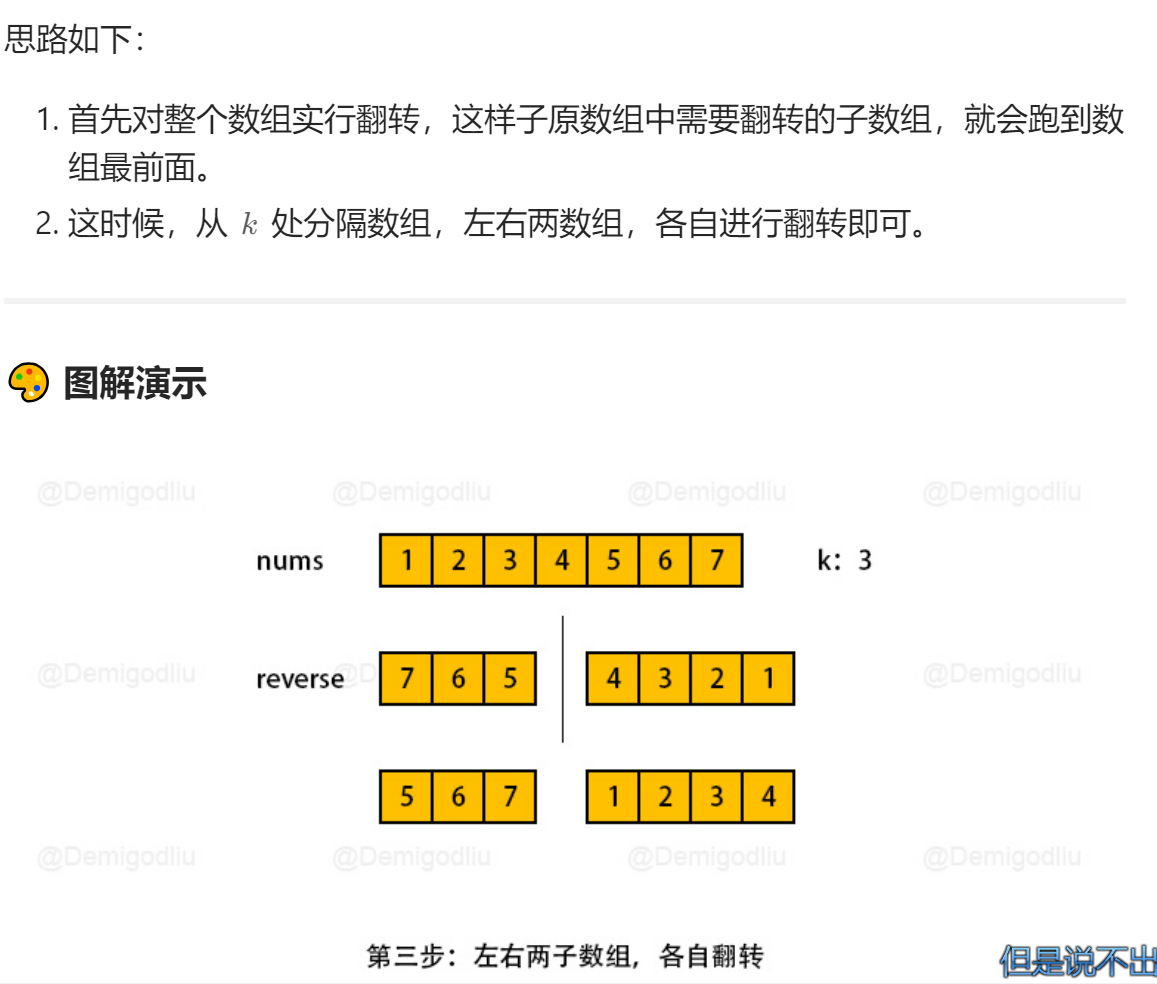 思路如下：
1. 首先对整个数组实行翻转，这样子原数组中需要翻转的子数组，就会跑到数
组最前面。
2. 这时候，从 k 处分隔数组，左右两数组，各自进行翻转即可。
图解演示
@Demigodliu @Demigodliu @Demigodliu @Demigodliu
nums 1 2 3 4 5 6 7 k: 3
@Demigodliu reverse @D 7 6 5 4 3 2 1 @Demigodliu
5 6 7 1 2 3 4
@Demigodliu @Demigodliu @Demigodliu @Demigodliu
第三步：左右两子数组，各自翻转
但是说不出